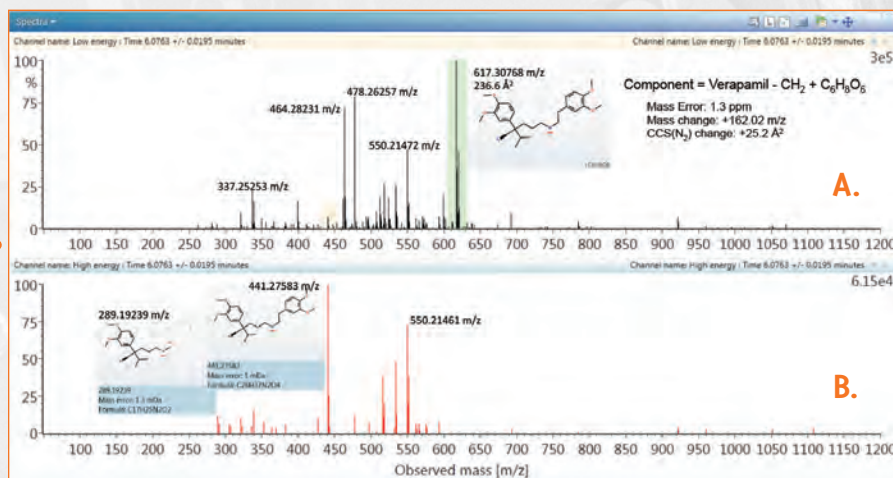 Spectra
Channel name: Low energy : Time 6.0763 +/- 0.0195 minutes
Channel name: Low energy : Time 6.0763 +/- 0.0195 minutes
3e5
100
%
75
50
25
0
617.30768 m/z
236.6 Å²
478.26257 m/z
464.28231 m/z
550.21472 m/z
337.25253 m/z
Component = Verapamil - CH₂ + C₆H₈O₆
Mass Error: 1.3 ppm
Mass change: +162.02 m/z
CCS(N₂) change: +25.2 Å²
A.
50 100 150 200 250 300 350 400 450 500 550 600 650 700 750 800 850 900 950 1000 1050 1100 1150 1200
Channel name: High energy : Time 6.0763 +/- 0.0195 minutes
Channel name: High energy : Time 6.0763 +/- 0.0195 minutes
6.15e4
100
75
50
25
0
289.19239 m/z
441.27583 m/z
550.21461 m/z
289.19239
Mass error: 1.3 mDa
Formula: C17H25N2O2
Mass error: 1 mDa
Formula: C26H37N2O4
B.
50 100 150 200 250 300 350 400 450 500 550 600 650 700 750 800 850 900 950 1000 1050 1100 1150 1200
Observed mass [m/z]